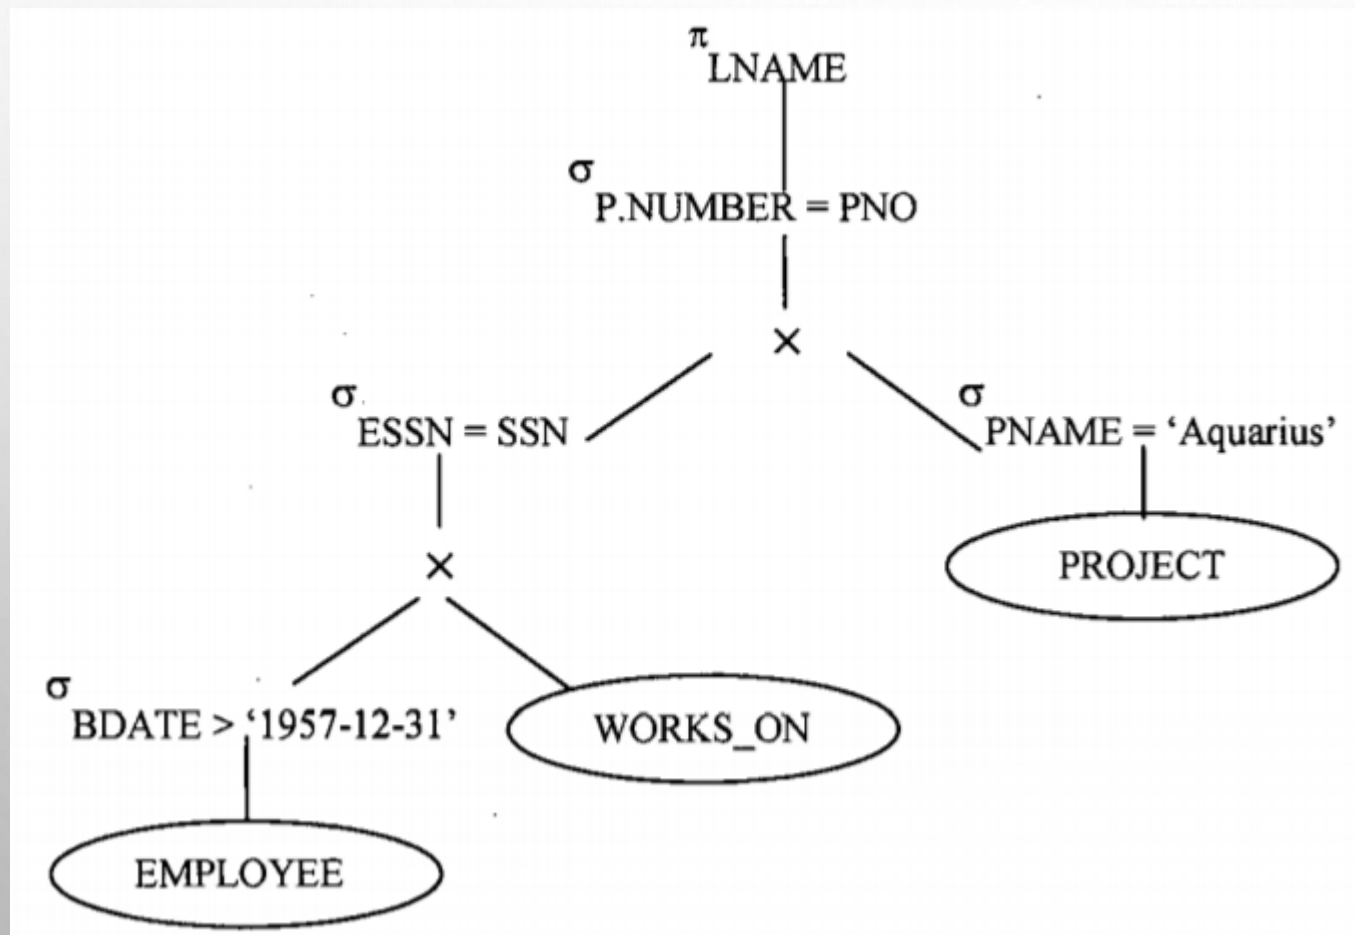 π
LNAME
σ
P.NUMBER = PNO
×
σ
ESSN = SSN
σ
PNAME = ‘Aquarius’
×
PROJECT
σ
BDATE > ‘1957-12-31’
WORKS_ON
EMPLOYEE